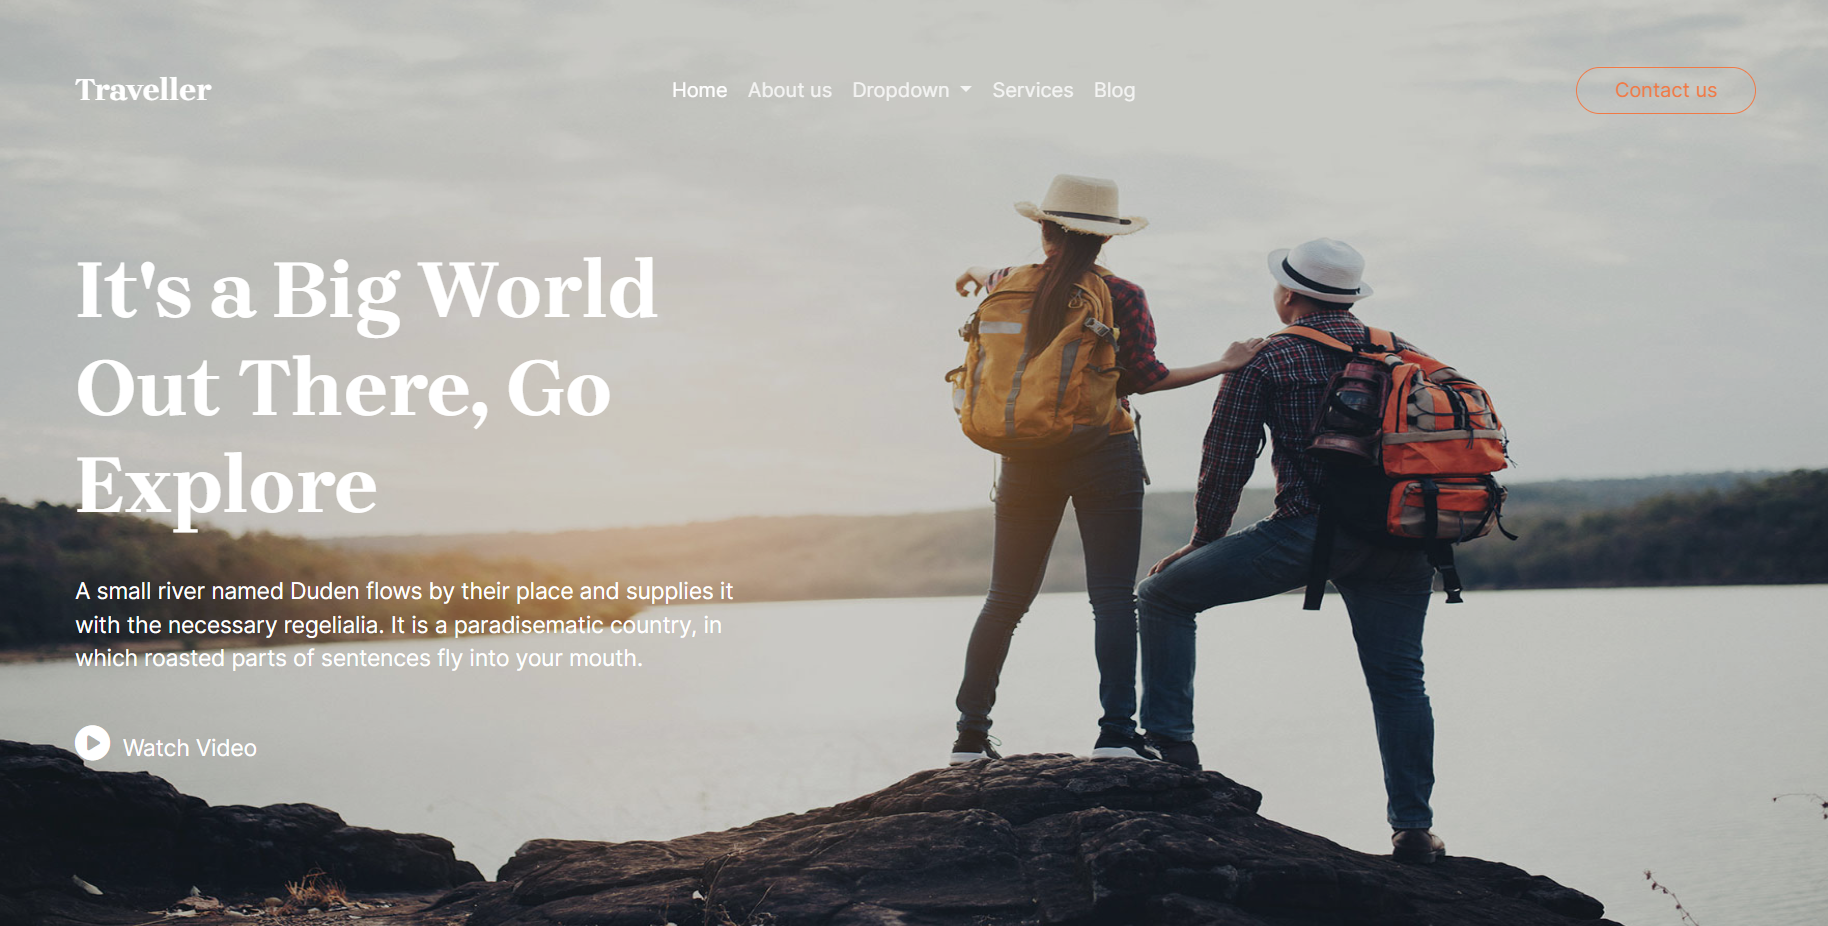 Traveller
Home About us Dropdown Services Blog
Contact us
It's a Big World
Out There, Go
Explore
A small river named Duden flows by their place and supplies it
with the necessary regelialia. It is a paradisematic country, in
which roasted parts of sentences fly into your mouth.
Watch Video